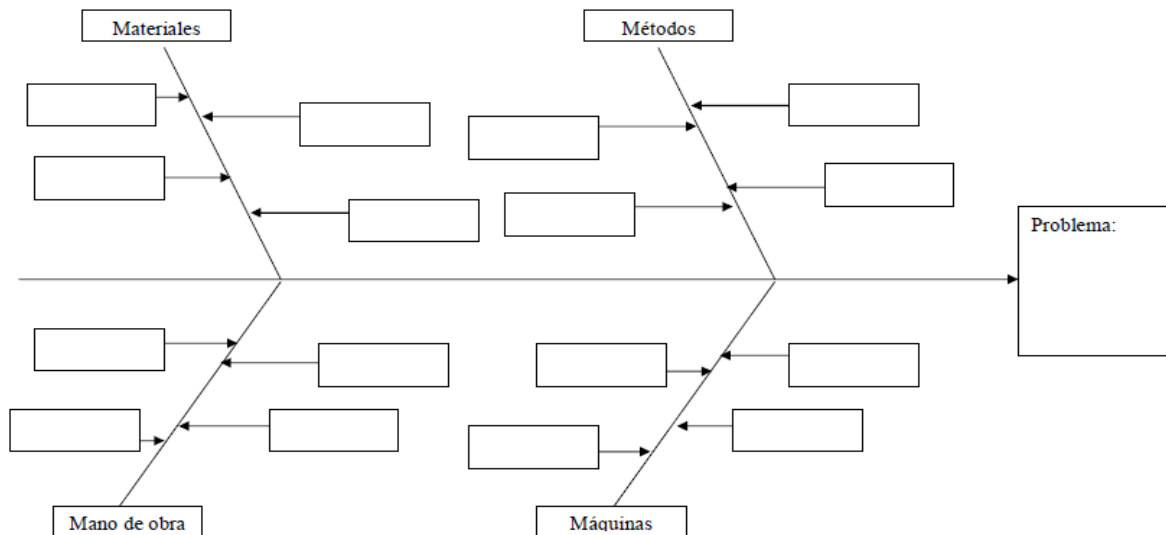 Materiales
Métodos
Problema:
Mano de obra
Máquinas